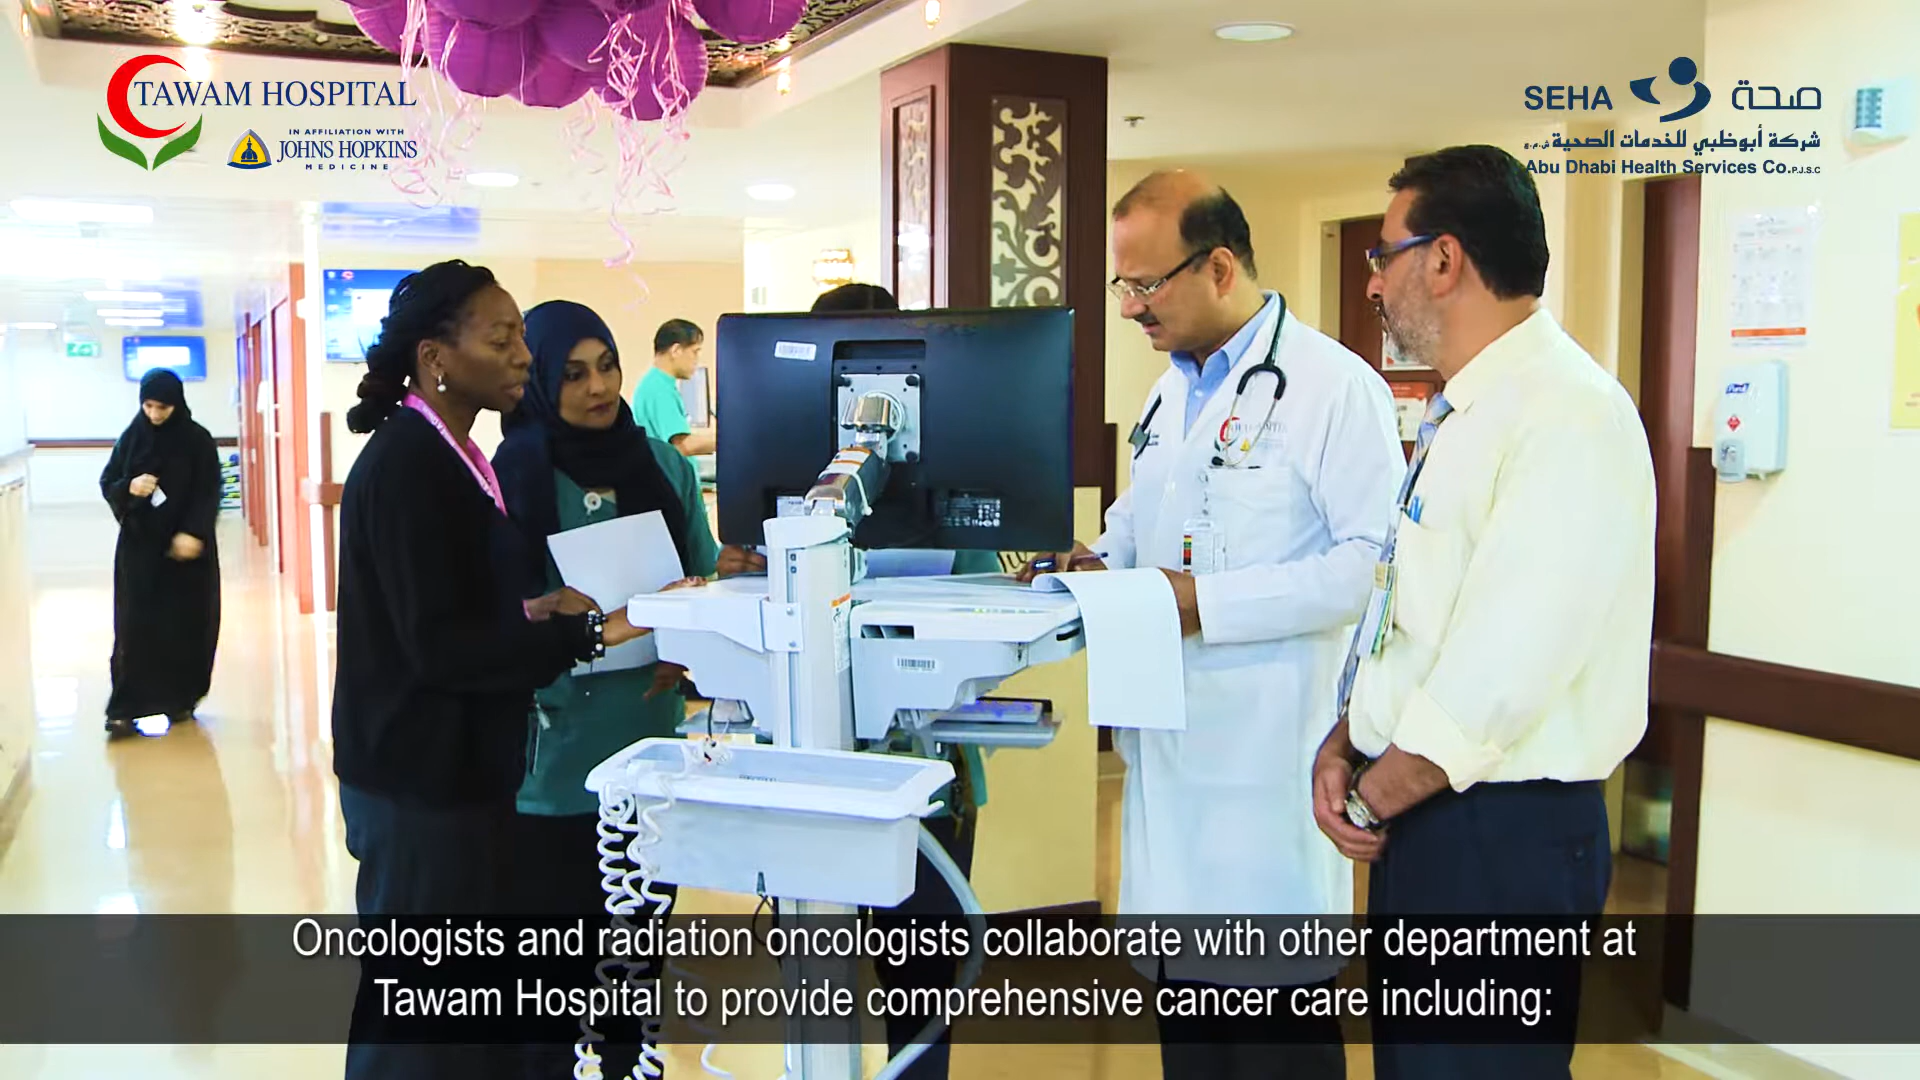 TAWAM HOSPITAL
IN AFFILIATION WITH
JOHNS HOPKINS
MEDICINE
SEHA صحة
شركة أبوظبي للخدمات الصحية ش.م.ع
Abu Dhabi Health Services Co.P.J.S.C
Purell
Oncologists and radiation oncologists collaborate with other department at
Tawam Hospital to provide comprehensive cancer care including: